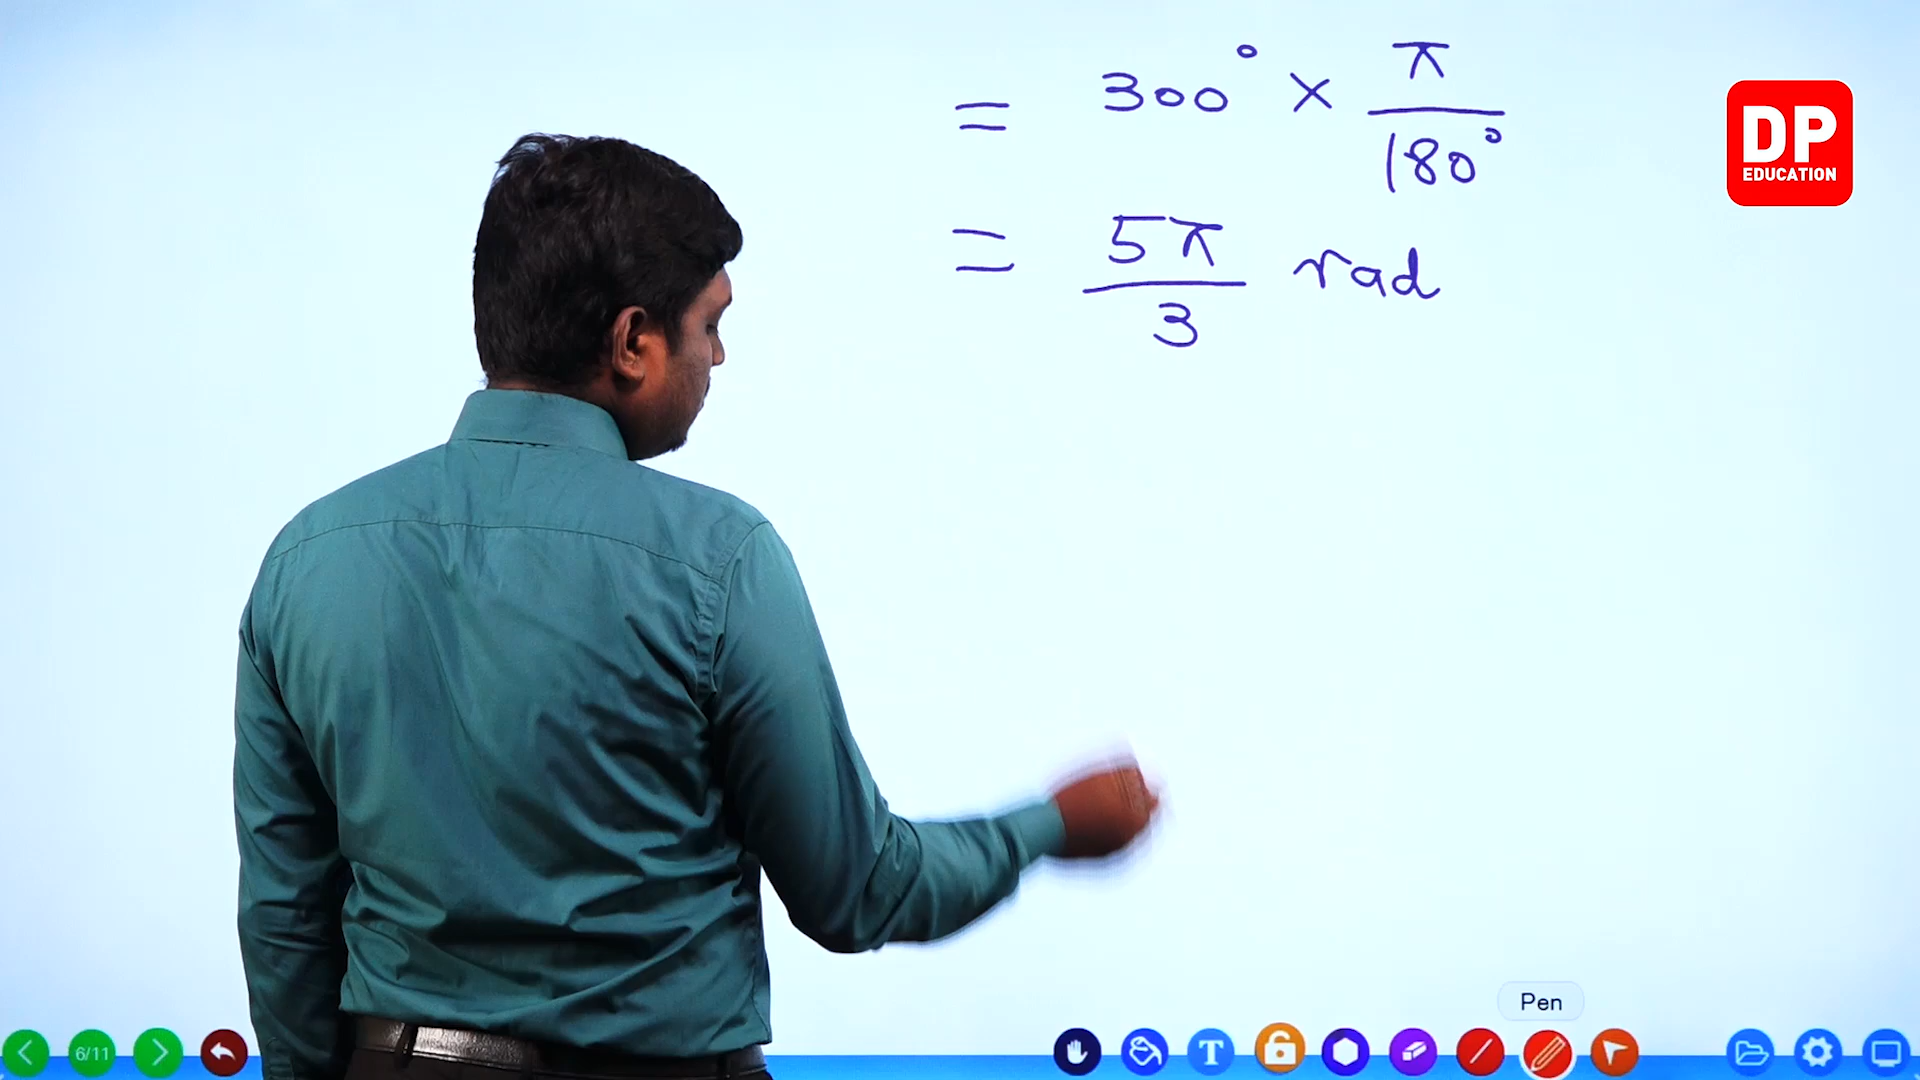 = 300° × π/180°
= 5π/3 rad
DP
EDUCATION
Pen
6/11
T